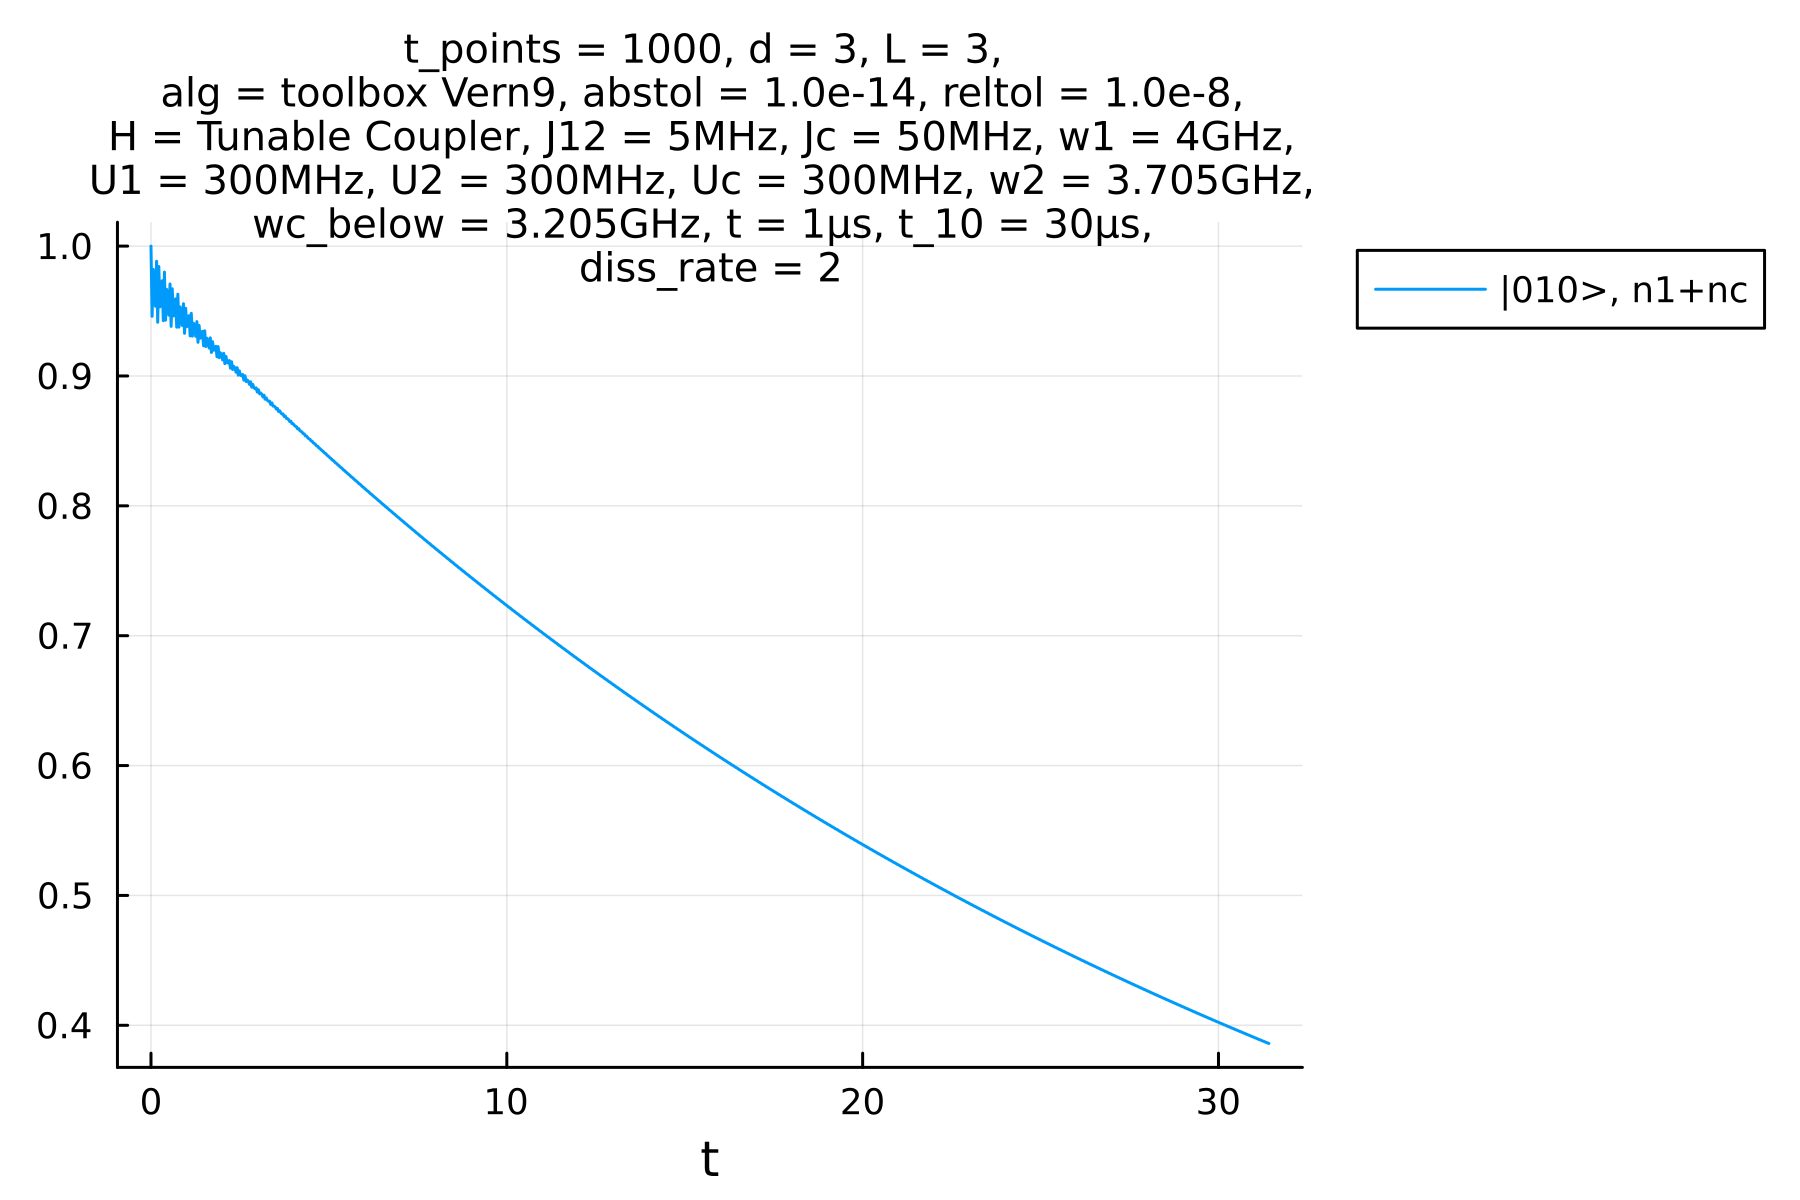 t_points = 1000, d = 3, L = 3,
alg = toolbox Vern9, abstol = 1.0e-14, reltol = 1.0e-8,
H = Tunable Coupler, J12 = 5MHz, Jc = 50MHz, w1 = 4GHz,
U1 = 300MHz, U2 = 300MHz, Uc = 300MHz, w2 = 3.705GHz,
wc_below = 3.205GHz, t = 1μs, t_10 = 30μs,
diss_rate = 2
|010>, n1+nc
1.0
0.9
0.8
0.7
0.6
0.5
0.4
0 10 20 30
t